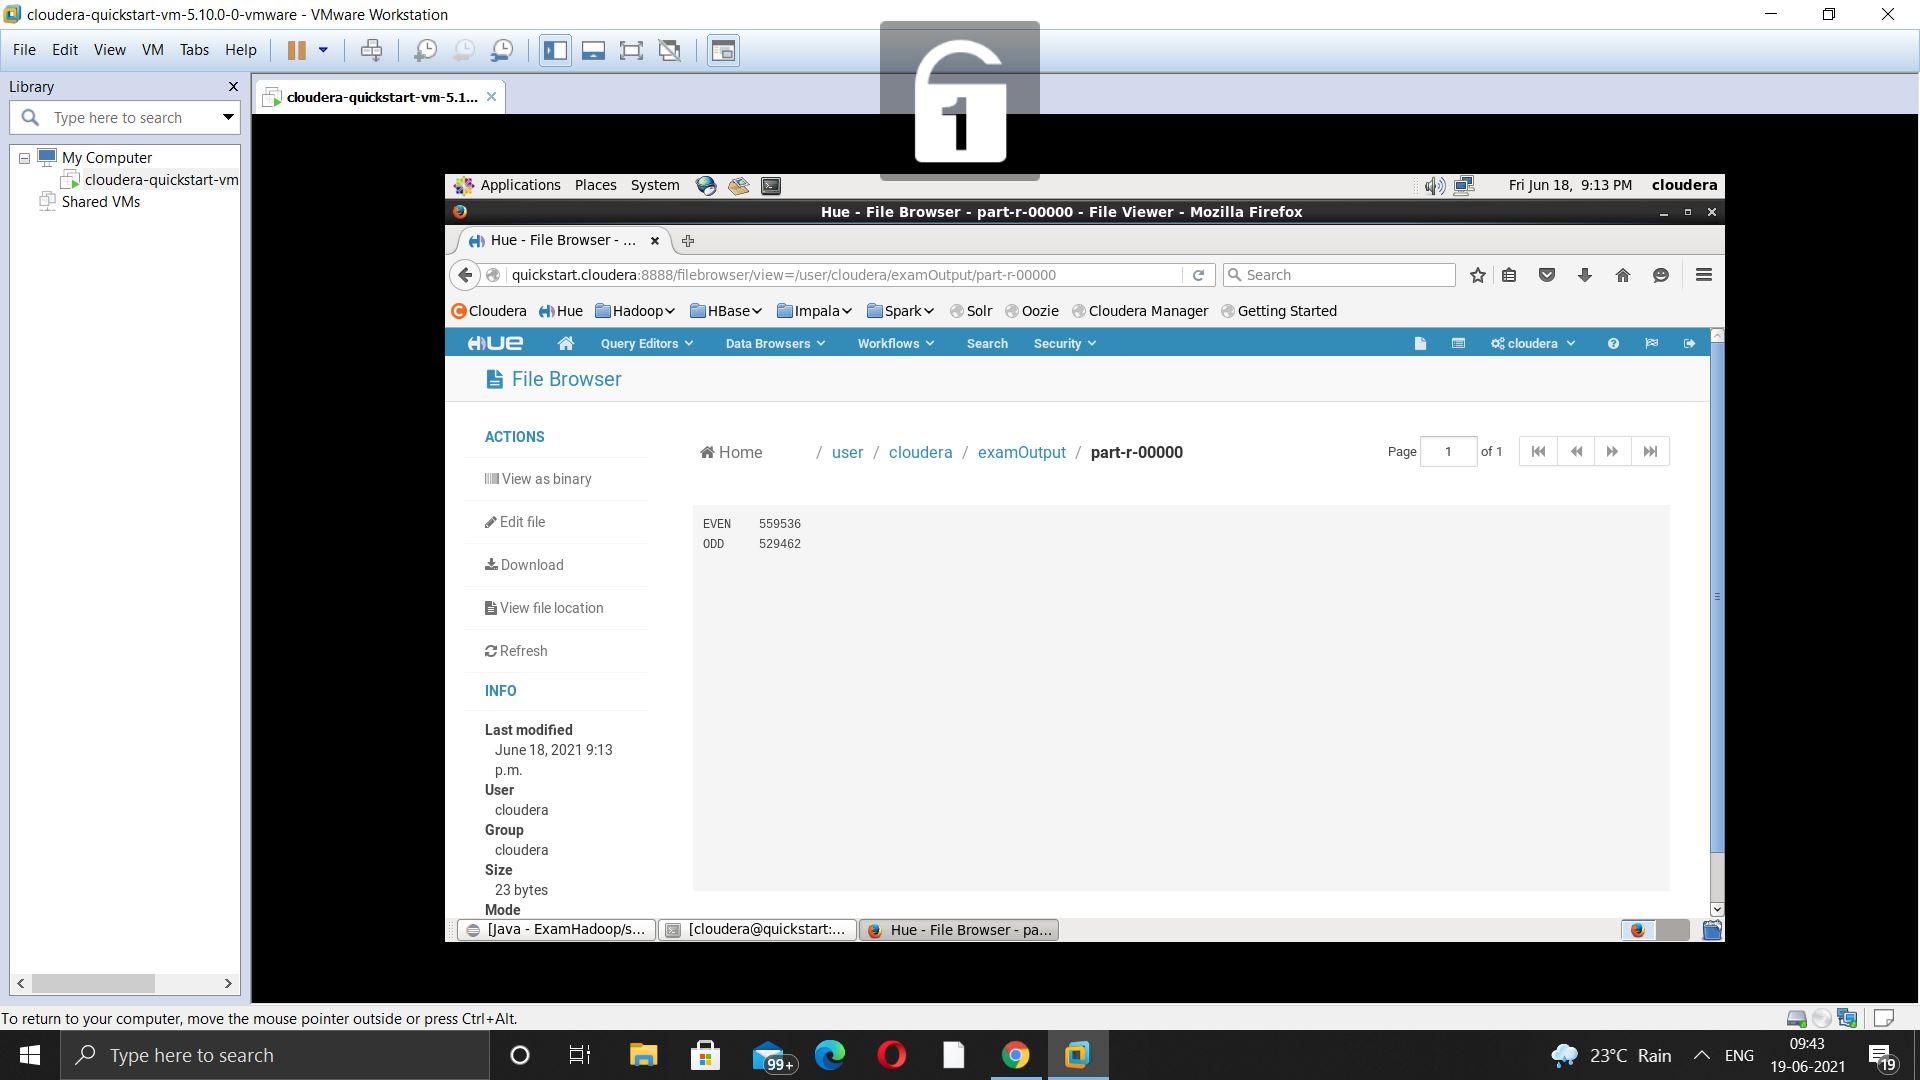 cloudera-quickstart-vm-5.10.0-0-vmware - VMware Workstation
File Edit View VM Tabs Help
1
Library
cloudera-quickstart-vm-5.1...
Type here to search
My Computer
cloudera-quickstart-vm
Shared VMs
Applications Places System Fri Jun 18, 9:13 PM cloudera
Hue - File Browser - part-r-00000 - File Viewer - Mozilla Firefox
Hue - File Browser - ...
quickstart.cloudera:8888/filebrowser/view=/user/cloudera/examOutput/part-r-00000 Search
Cloudera Hue Hadoop HBase Impala Spark Solr Oozie Cloudera Manager Getting Started
HUE Query Editors Data Browsers Workflows Search Security cloudera
File Browser
ACTIONS
View as binary
Edit file
Download
View file location
Refresh
INFO
Last modified
June 18, 2021 9:13
p.m.
User
cloudera
Group
cloudera
Size
23 bytes
Mode
Home / user / cloudera / examOutput / part-r-00000 Page 1 of 1
EVEN 559536
ODD 529462
[Java - ExamHadoop/s... [cloudera@quickstart:... Hue - File Browser - pa...
To return to your computer, move the mouse pointer outside or press Ctrl+Alt.
Type here to search 99+ 23°C Rain ENG 09:43
19-06-2021 19